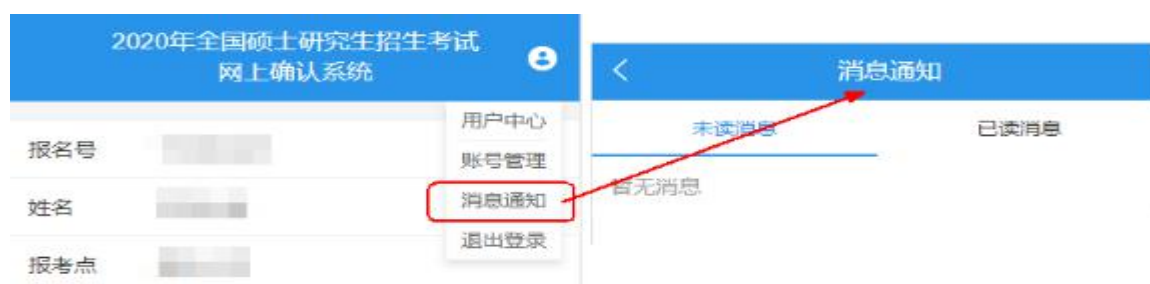 2020年全国硕士研究生招生考试
网上确认系统
用户中心
报名号
账号管理
姓名
消息通知
退出登录
报考点
消息通知
未读消息
已读消息
暂无消息